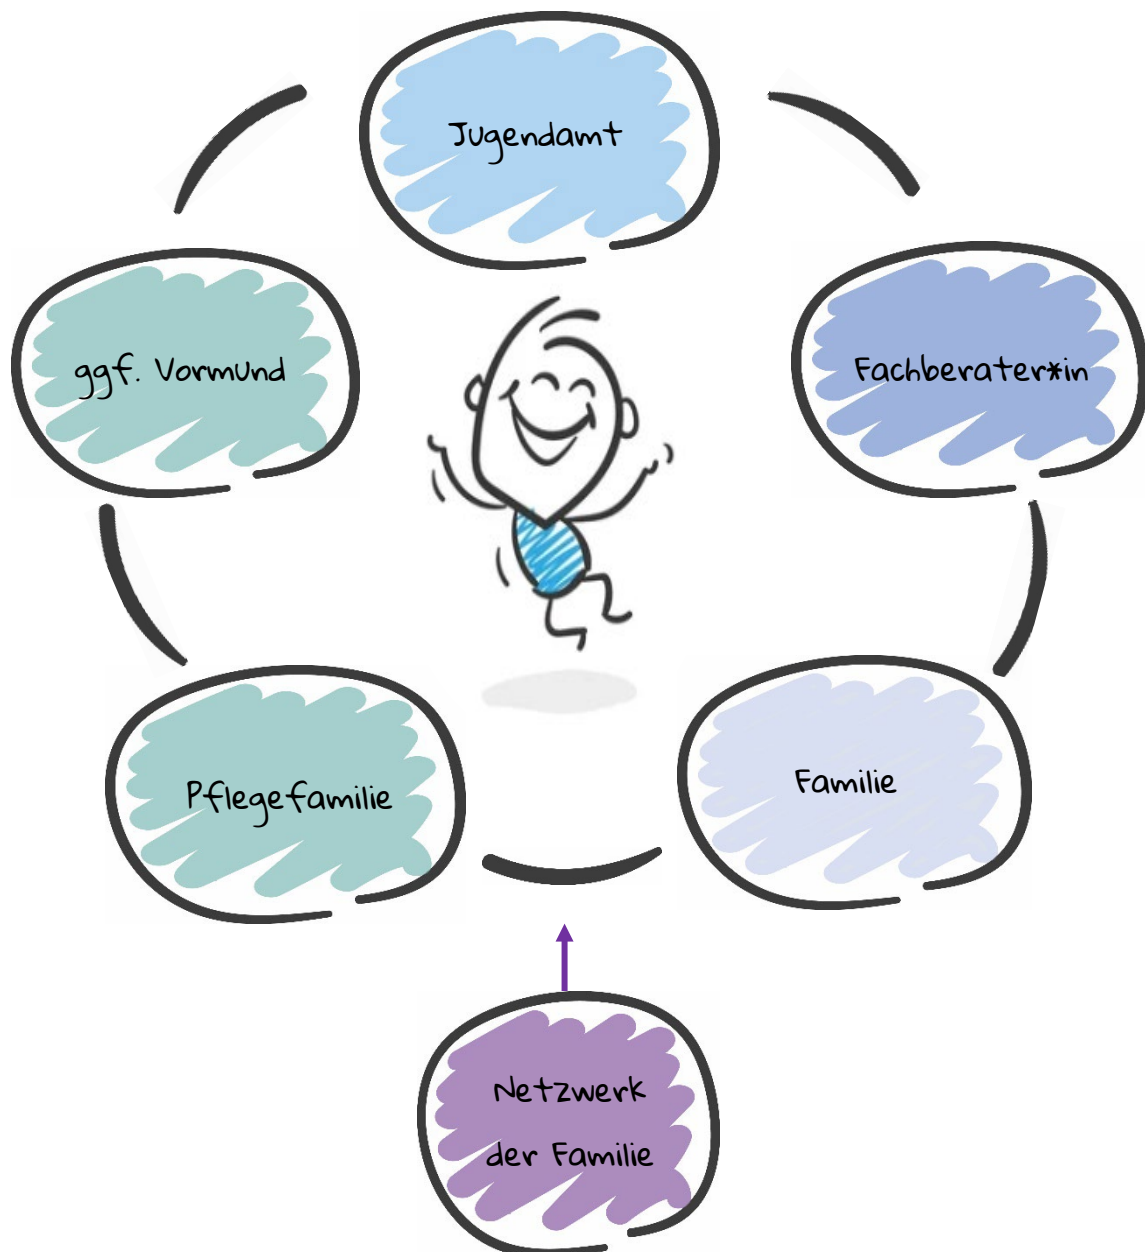 Jugendamt
ggf. Vormund
Fachberater*in
Pflegefamilie
Familie
Netzwerk
der Familie